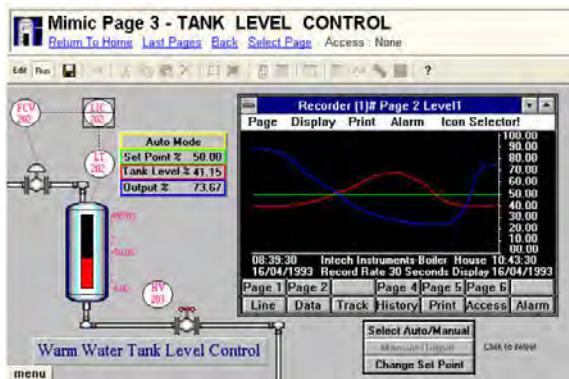 Mimic Page 3 - TANK LEVEL CONTROL
Return To Home Last Pages Back Select Page Access : None
Edit Run ?
FCV 202
LIC 202
LT 202
Auto Mode
Set Point % 50.00
Tank Level % 41.15
Output % 73.67
HV 203
Warm Water Tank Level Control
menu
Recorder (1)# Page 2 Level1
Page Display Print Alarm Icon Selector!
100.00
90.00
80.00
70.00
60.00
50.00
40.00
30.00
20.00
10.00
00.00
08:39:30 Intech Instruments-Boiler House 10:43:30
16/04/1993 Record Rate 30 Seconds Display 16/04/1993
Page 1 Page 2 Page 4 Page 5 Page 6
Line Data Track History Print Access Alarm
Select Auto/Manual
Manual Output
Change Set Point
Click to select